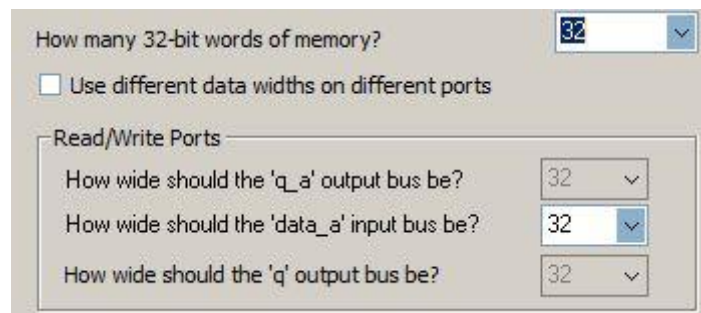 How many 32-bit words of memory? 32
Use different data widths on different ports
Read/Write Ports
How wide should the 'q_a' output bus be? 32
How wide should the 'data_a' input bus be? 32
How wide should the 'q' output bus be? 32